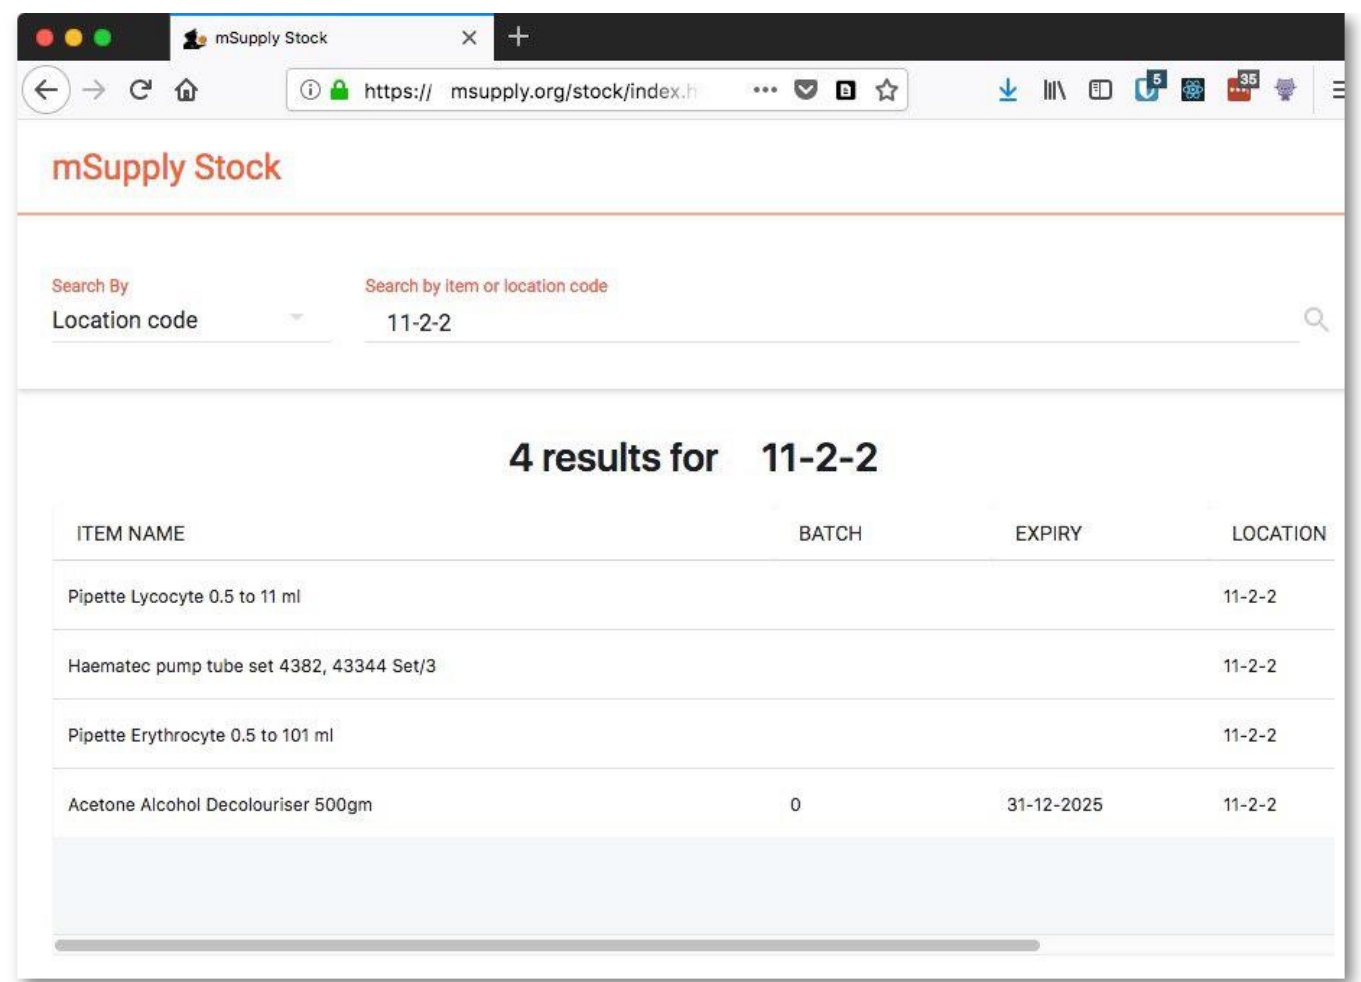 mSupply Stock
https:// msupply.org/stock/index.h
5
35
mSupply Stock
Search By
Search by item or location code
Location code
11-2-2
4 results for 11-2-2
ITEM NAME BATCH EXPIRY LOCATION
Pipette Lycocyte 0.5 to 11 ml 11-2-2
Haematec pump tube set 4382, 43344 Set/3 11-2-2
Pipette Erythrocyte 0.5 to 101 ml 11-2-2
Acetone Alcohol Decolouriser 500gm 0 31-12-2025 11-2-2